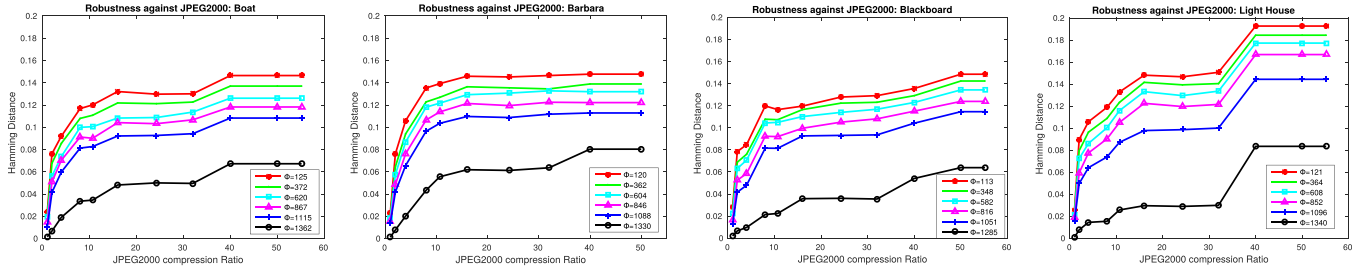 Robustness against JPEG2000: Boat
Hamming Distance
0.2
0.18
0.16
0.14
0.12
0.1
0.08
0.06
0.04
0.02
0
0 10 20 30 40 50 60
JPEG2000 compression Ratio
Φ=125
Φ=372
Φ=620
Φ=867
Φ=1115
Φ=1362
Robustness against JPEG2000: Barbara
Hamming Distance
0.2
0.18
0.16
0.14
0.12
0.1
0.08
0.06
0.04
0.02
0
0 10 20 30 40 50
JPEG2000 compression Ratio
Φ=120
Φ=362
Φ=604
Φ=846
Φ=1088
Φ=1330
Robustness against JPEG2000: Blackboard
Hamming Distance
0.2
0.18
0.16
0.14
0.12
0.1
0.08
0.06
0.04
0.02
0
0 10 20 30 40 50 60
JPEG2000 compression Ratio
Φ=113
Φ=348
Φ=582
Φ=816
Φ=1051
Φ=1285
Robustness against JPEG2000: Light House
Hamming Distance
0.2
0.18
0.16
0.14
0.12
0.1
0.08
0.06
0.04
0.02
0
0 10 20 30 40 50 60
JPEG2000 compression Ratio
Φ=121
Φ=364
Φ=608
Φ=852
Φ=1096
Φ=1340